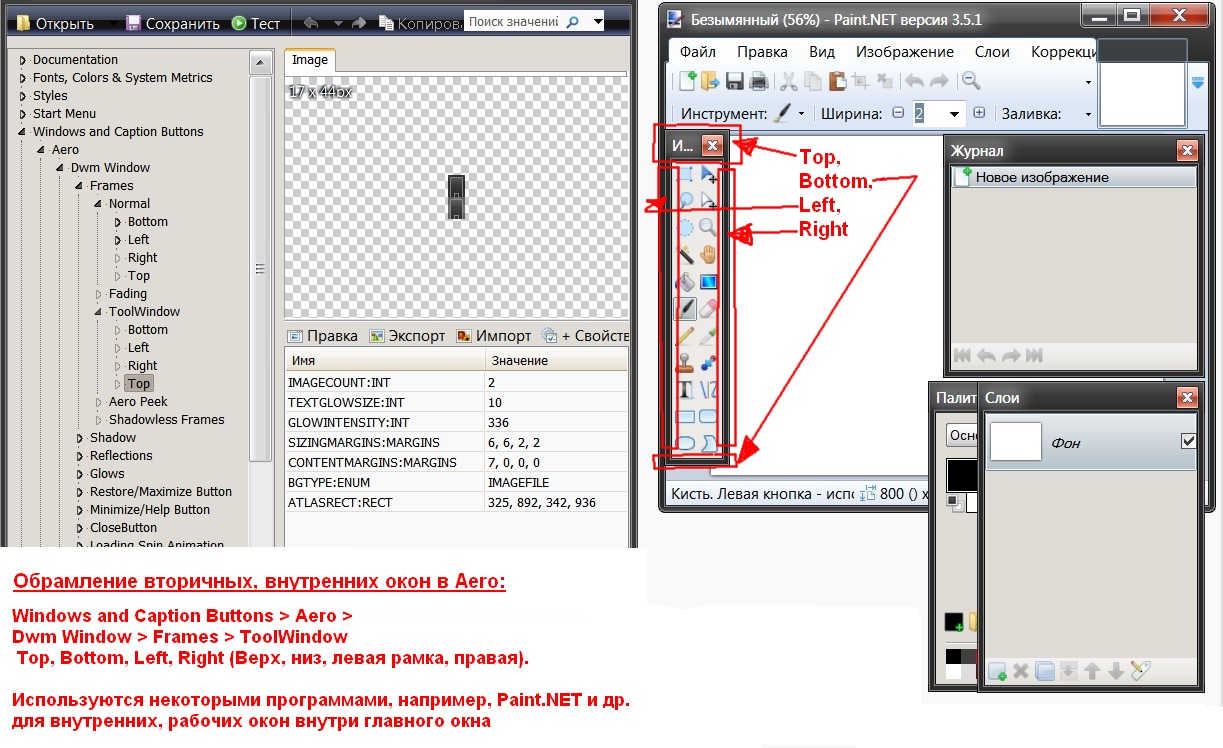 Открыть Сохранить Тест Копирова Поиск значений
Documentation
Fonts, Colors & System Metrics
Styles
Start Menu
Windows and Caption Buttons
Aero
Dwm Window
Frames
Normal
Bottom
Left
Right
Top
Fading
ToolWindow
Bottom
Left
Right
Top
Aero Peek
Shadowless Frames
Shadow
Reflections
Glows
Restore/Maximize Button
Minimize/Help Button
CloseButton
Loading Spin Animation
Image
17 x 44px
Правка Экспорт Импорт + Свойств
Имя Значение
IMAGECOUNT:INT 2
TEXTGLOWSIZE:INT 10
GLOWINTENSITY:INT 336
SIZINGMARGINS:MARGINS 6, 6, 2, 2
CONTENTMARGINS:MARGINS 7, 0, 0, 0
BGTYPE:ENUM IMAGEFILE
ATLASRECT:RECT 325, 892, 342, 936
Безымянный (56%) - Paint.NET версия 3.5.1
Файл Правка Вид Изображение Слои Коррекци
Инструмент: Ширина: 2 Заливка:
И...
Top,
Bottom,
Left,
Right
Журнал
Новое изображение
Палит
Осно
Слои
Фон
Кисть. Левая кнопка - испо 800 () x
Обрамление вторичных, внутренних окон в Aero:
Windows and Caption Buttons > Aero >
Dwm Window > Frames > ToolWindow
Top, Bottom, Left, Right (Верх, низ, левая рамка, правая).
Используются некоторыми программами, например, Paint.NET и др.
для внутренних, рабочих окон внутри главного окна